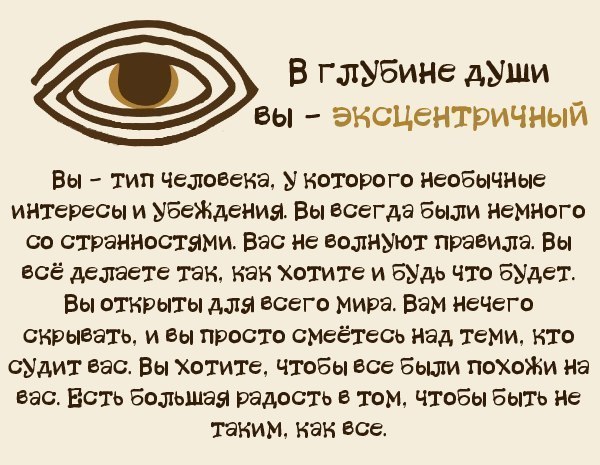 В глубине души
вы – эксцентричный
Вы – тип человека, у которого необычные
интересы и убеждения. Вы всегда были немного
со странностями. Вас не волнуют правила. Вы
всё делаете так, как хотите и будь что будет.
Вы открыты для всего мира. Вам нечего
скрывать, и вы просто смеётесь над теми, кто
судит вас. Вы хотите, чтобы все были похожи на
вас. Есть большая радость в том, чтобы быть не
таким, как все.